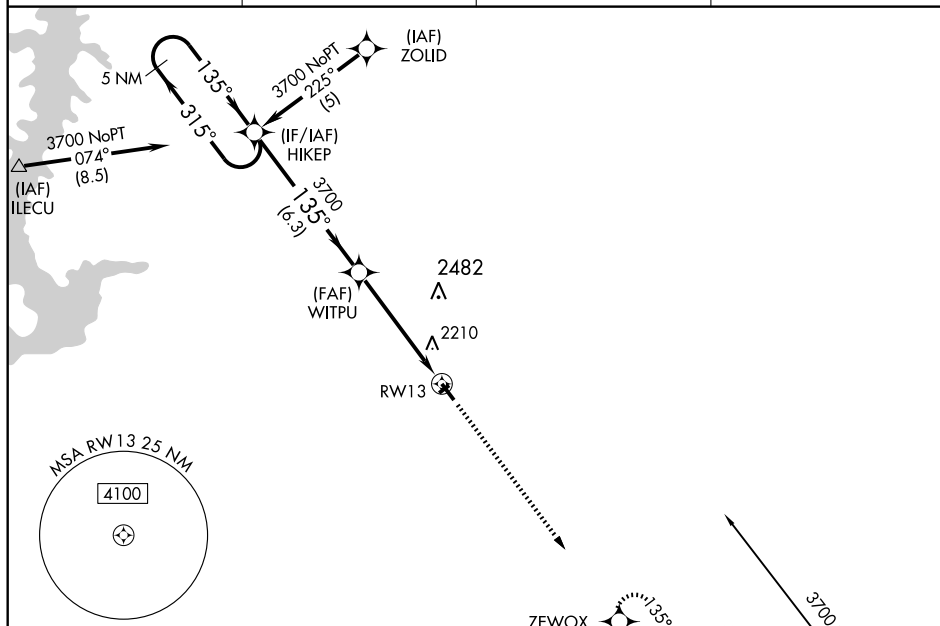 (IAF)
ZOLID
3700 NoPT
225°
(5)
5 NM
135°
315°
(IF/IAF)
HIKEP
3700 NoPT
074°
(8.5)
(IAF)
ILECU
3700
135°
(6.3)
(FAF)
WITPU
2482
2210
RW13
MSA RW13 25 NM
4100
3700
ZEWOX
135°